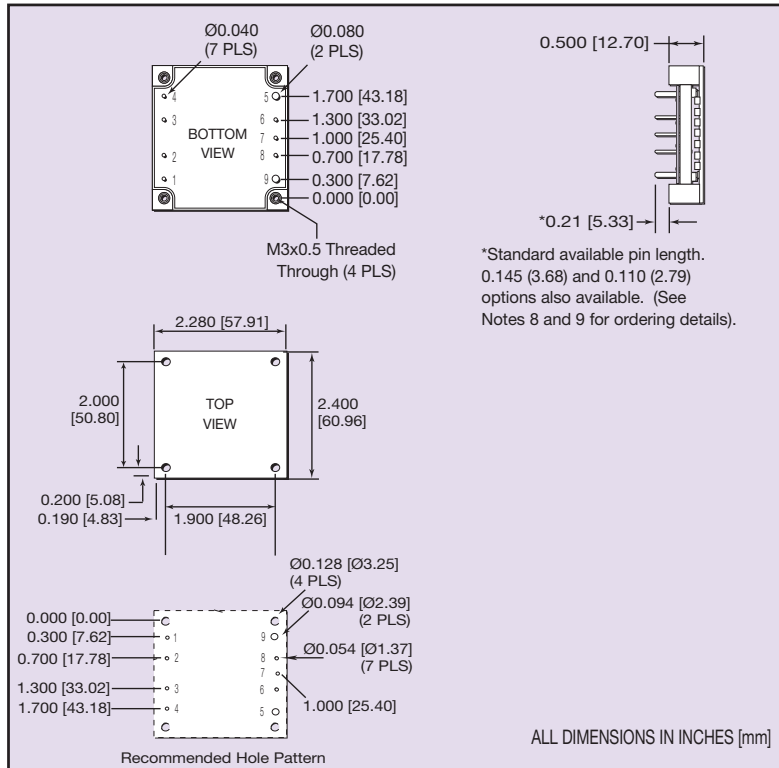 Ø0.040
(7 PLS)
Ø0.080
(2 PLS)
4
3
2
1
BOTTOM
VIEW
5
6
7
8
9
1.700 [43.18]
1.300 [33.02]
1.000 [25.40]
0.700 [17.78]
0.300 [7.62]
0.000 [0.00]
M3x0.5 Threaded
Through (4 PLS)
0.500 [12.70]
*0.21 [5.33]
*Standard available pin length.
0.145 (3.68) and 0.110 (2.79)
options also available. (See
Notes 8 and 9 for ordering details).
2.280 [57.91]
2.000
[50.80]
TOP
VIEW
2.400
[60.96]
0.200 [5.08]
0.190 [4.83]
1.900 [48.26]
Ø0.128 [Ø3.25]
(4 PLS)
Ø0.094 [Ø2.39]
(2 PLS)
Ø0.054 [Ø1.37]
(7 PLS)
1.000 [25.40]
0.000 [0.00]
0.300 [7.62]
0.700 [17.78]
1.300 [33.02]
1.700 [43.18]
1
2
3
4
9
8
7
6
5
Recommended Hole Pattern
ALL DIMENSIONS IN INCHES [mm]